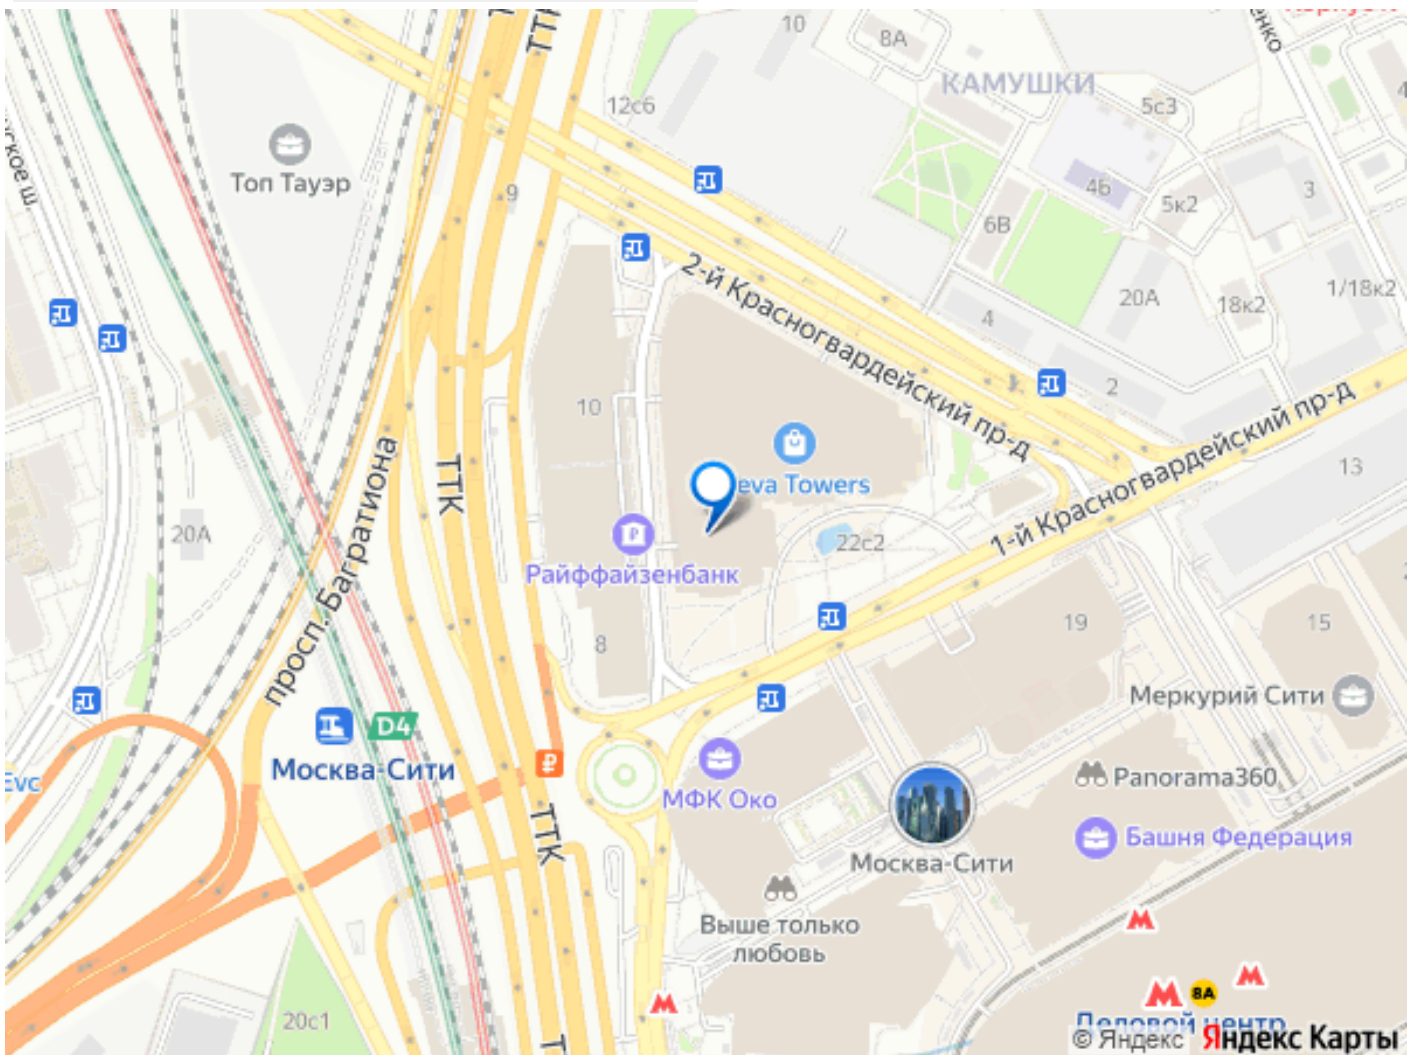 10
8А
КАМУШКИ
5с3
12с6
ТТК
Топ Тауэр
9
4Б
5к2
3
6В
2-й Красногвардейский пр-д
20А
18к2
1/18к2
4
2
10
просп. Багратиона
ТТК
eva Towers
1-й Красногвардейский пр-д
13
20А
22с2
Райффайзенбанк
8
19
15
Меркурий Сити
D4
Москва-Сити
₽
МФК Око
Panorama360
ТТК
Башня Федерация
Москва-Сити
Выше только
любовь
8А
Деловой центр
20с1
© Яндекс Яндекс Карты